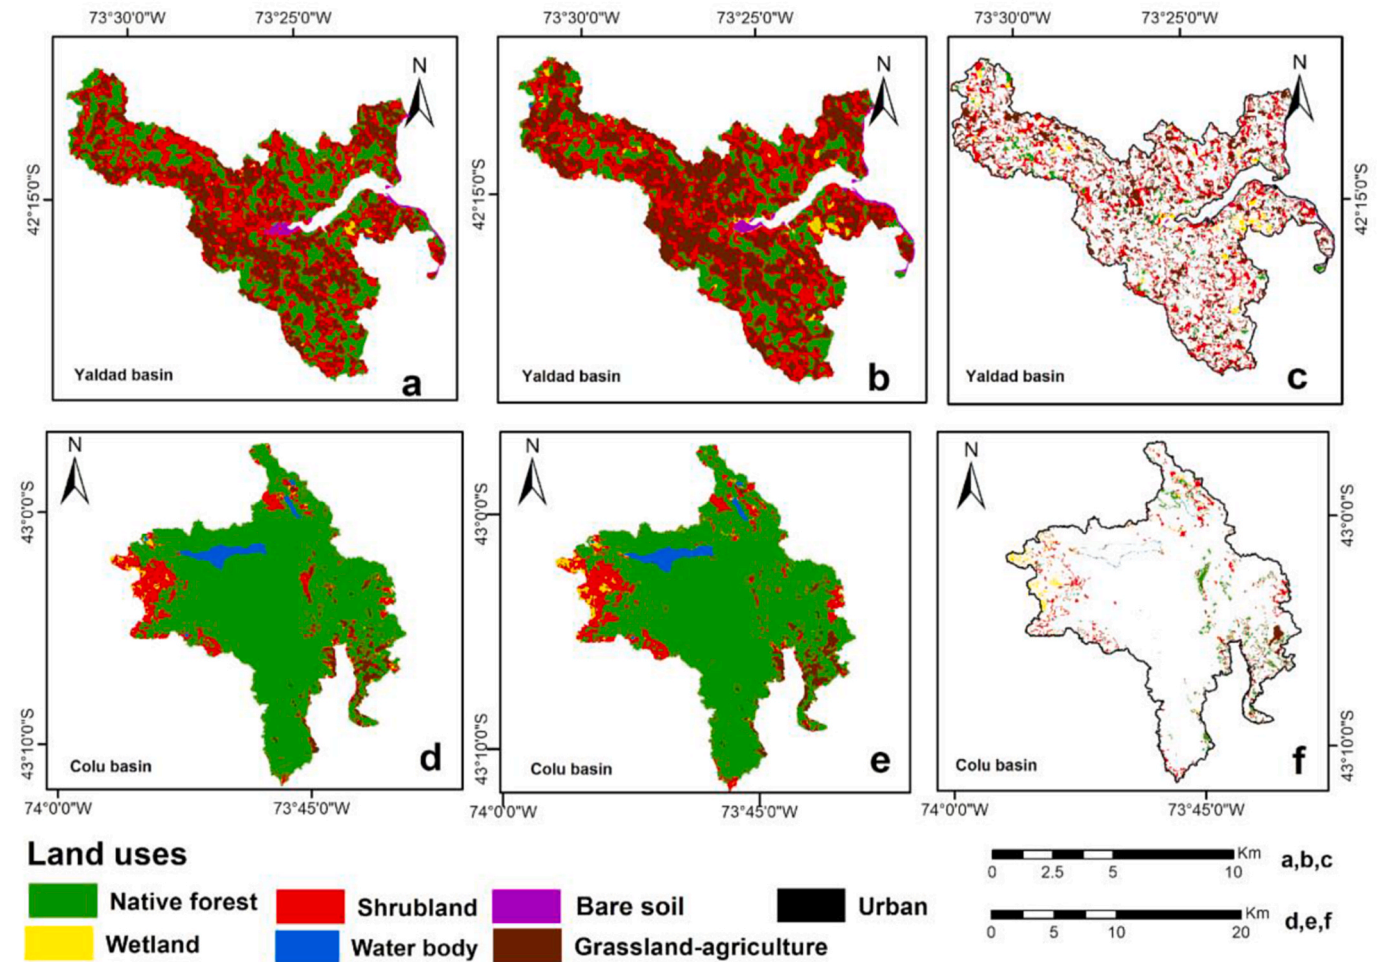 73°30'0"W 73°25'0"W 73°30'0"W 73°25'0"W 73°30'0"W 73°25'0"W
N N N
42°15'0"S 42°15'0"S 42°15'0"S
Yaldad basin a Yaldad basin b Yaldad basin c
N N N
43°0'0"S 43°0'0"S 43°0'0"S
43°10'0"S 43°10'0"S 43°10'0"S
Colu basin d Colu basin e Colu basin f
74°0'0"W 73°45'0"W 74°0'0"W 73°45'0"W 74°0'0"W 73°45'0"W
Land uses
Native forest Shrubland Bare soil Urban
Wetland Water body Grassland-agriculture
Km a,b,c
0 2.5 5 10
Km d,e,f
0 5 10 20